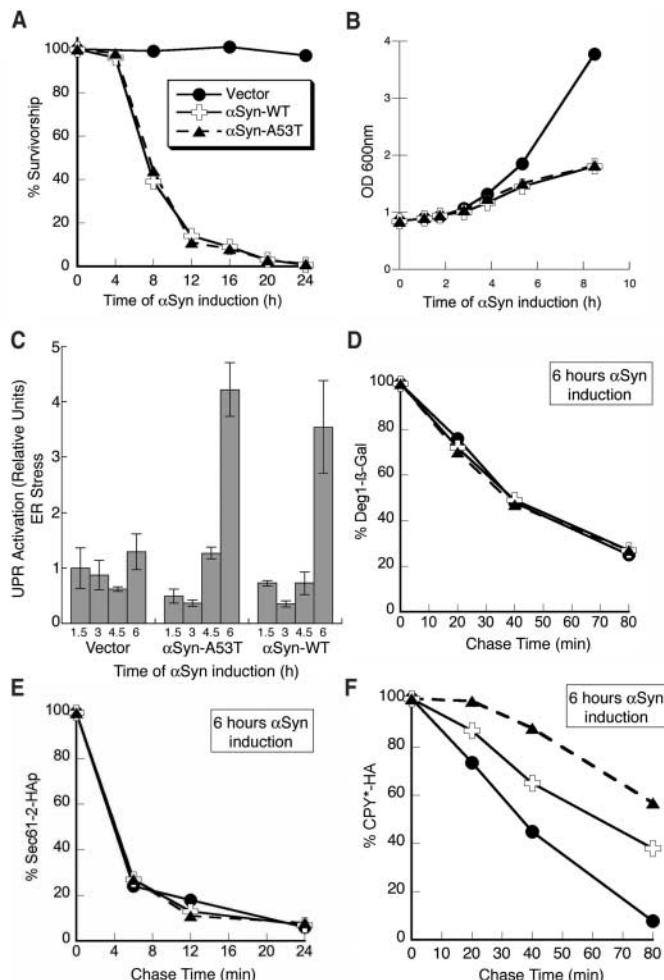 A
% Survivorship
100
80
60
40
20
0
0 4 8 12 16 20 24
Time of αSyn induction (h)
Vector
αSyn-WT
αSyn-A53T
B
OD 600nm
4
3
2
1
0
0 2 4 6 8 10
Time of αSyn induction (h)
C
UPR Activation (Relative Units)
ER Stress
5
4
3
2
1
0
1.5 3 4.5 6 1.5 3 4.5 6 1.5 3 4.5 6
Vector αSyn-A53T αSyn-WT
Time of αSyn induction (h)
D
6 hours αSyn
induction
% Deg1-ß-Gal
100
80
60
40
20
0
0 10 20 30 40 50 60 70 80
Chase Time (min)
E
6 hours αSyn
induction
% Sec61-2-HAp
100
80
60
40
20
0
0 4 8 12 16 20 24
Chase Time (min)
F
6 hours αSyn
induction
% CPY*-HA
100
80
60
40
20
0
0 10 20 30 40 50 60 70 80
Chase Time (min)